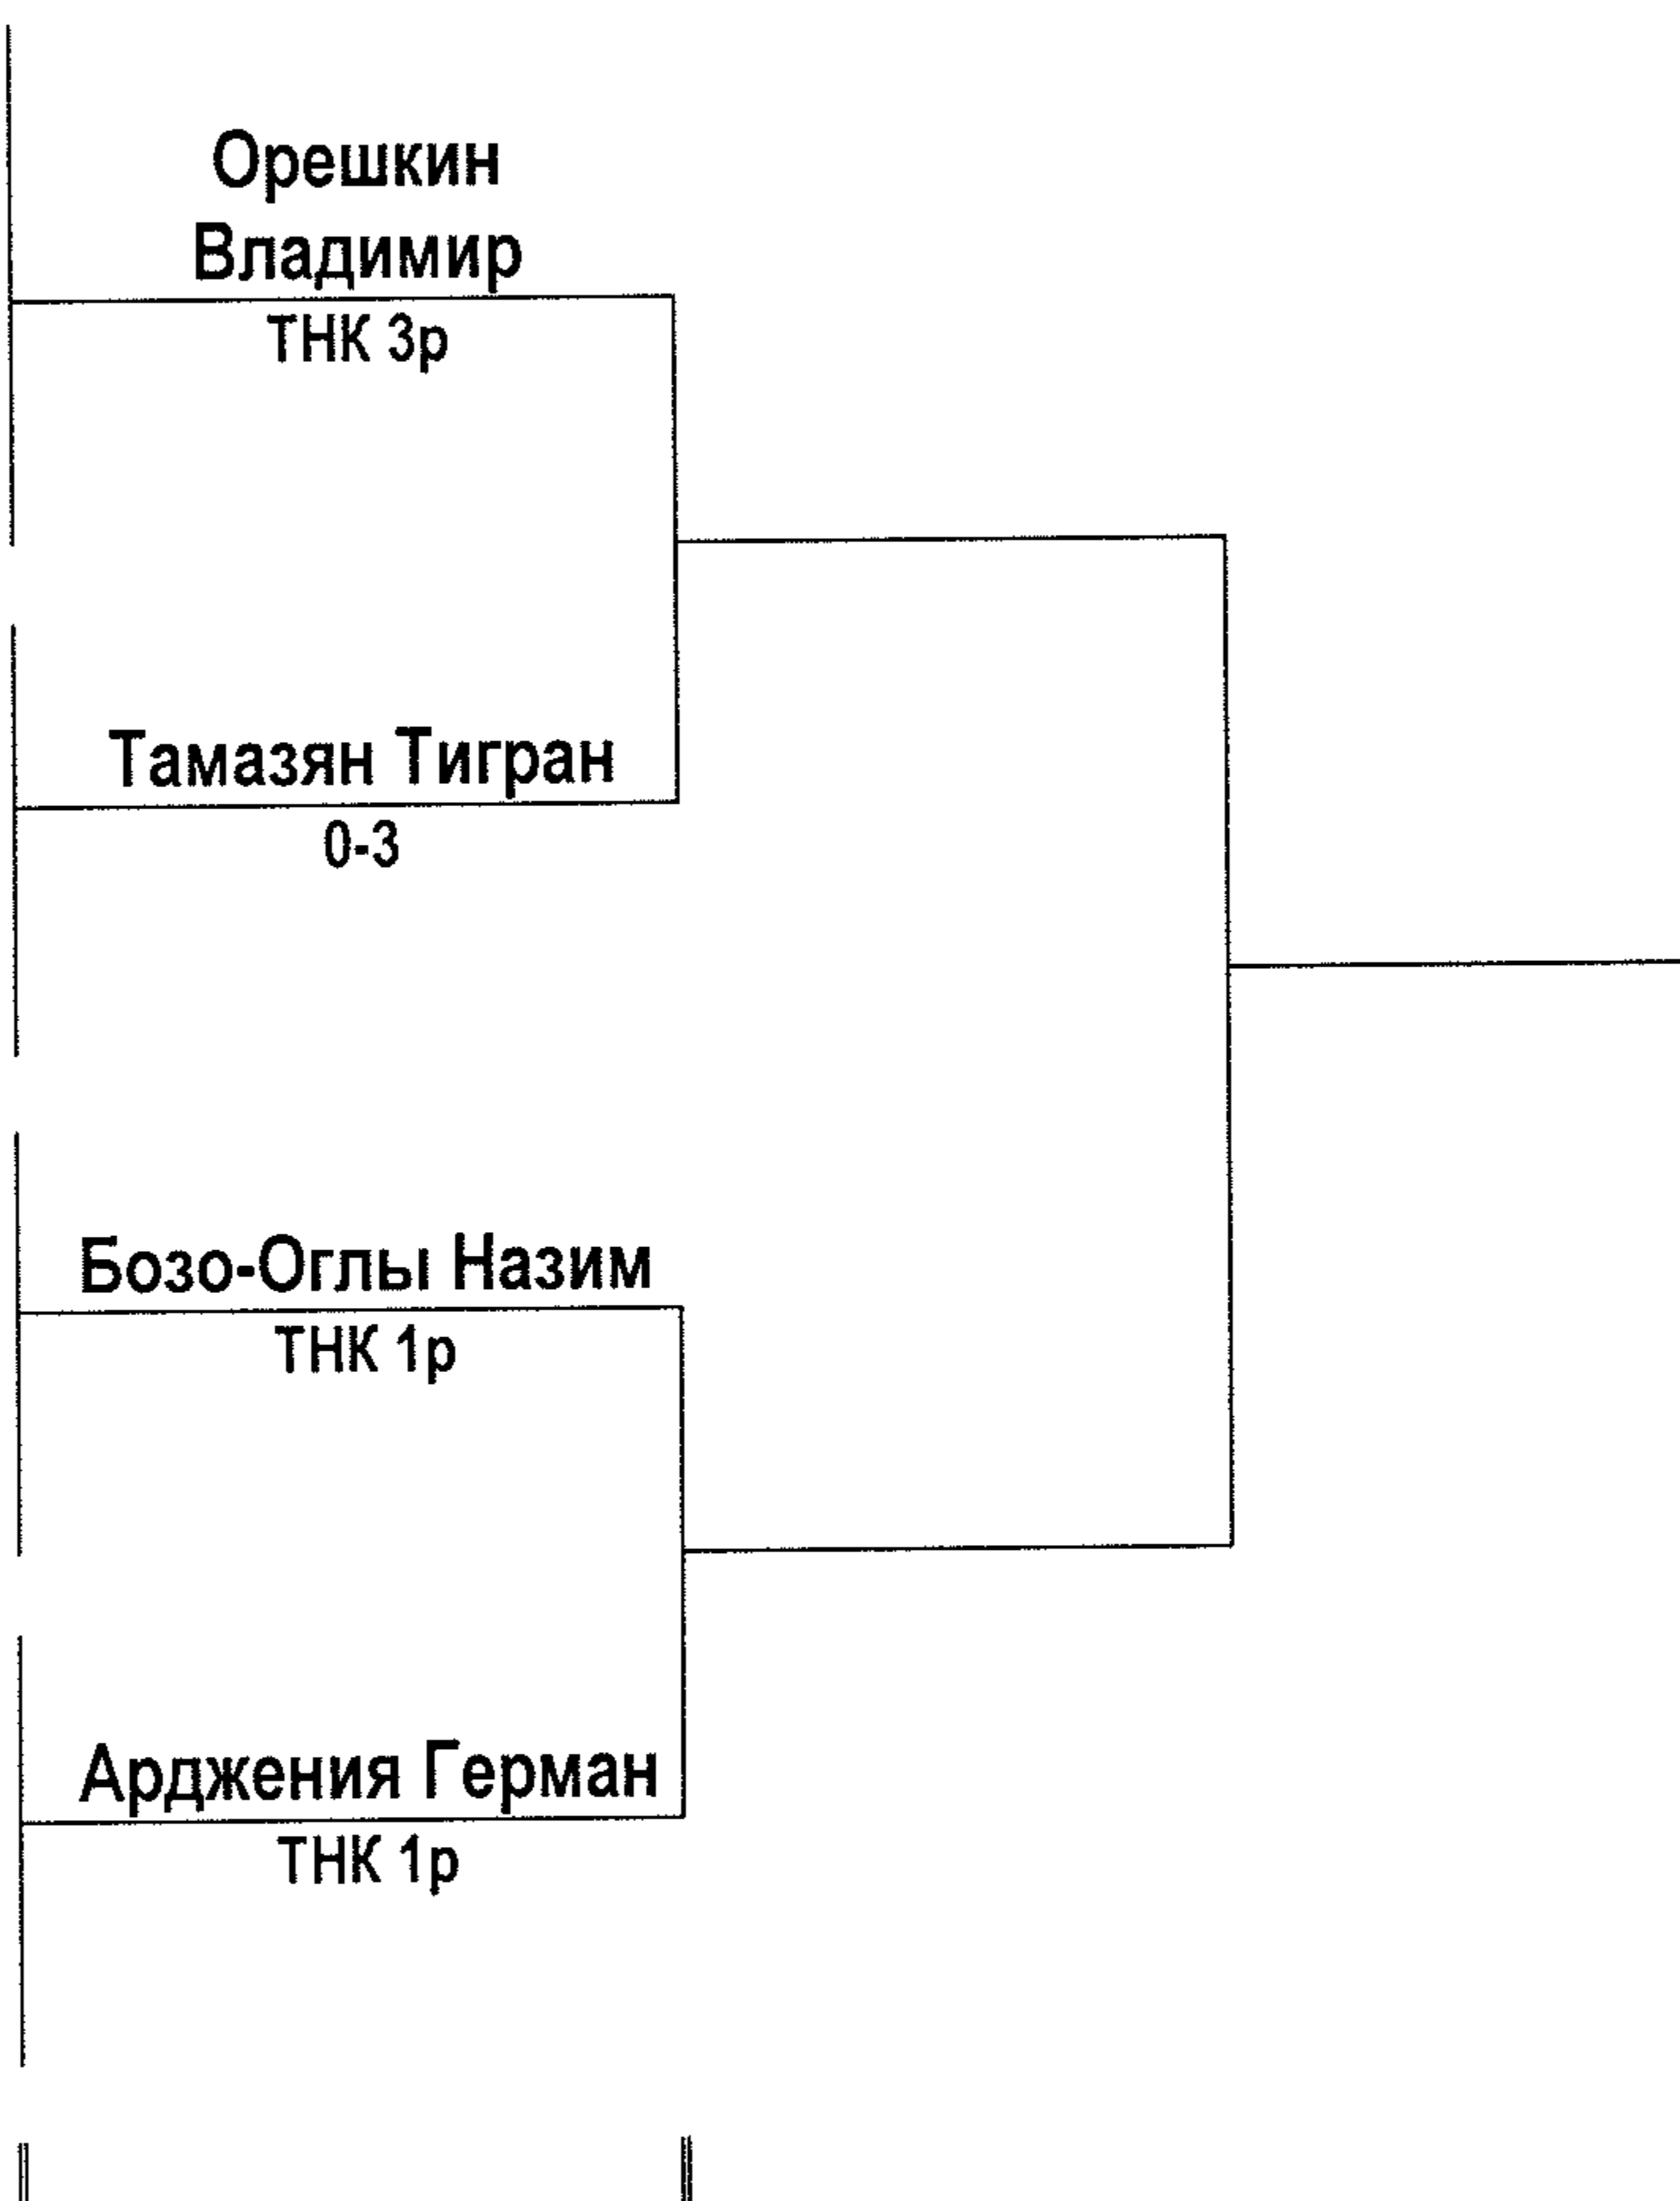 Орешкин
Владимир
ТНК 3р
Тамазян Тигран
0-3
Бозо-Оглы Назим
ТНК 1р
Арджения Герман
ТНК 1р